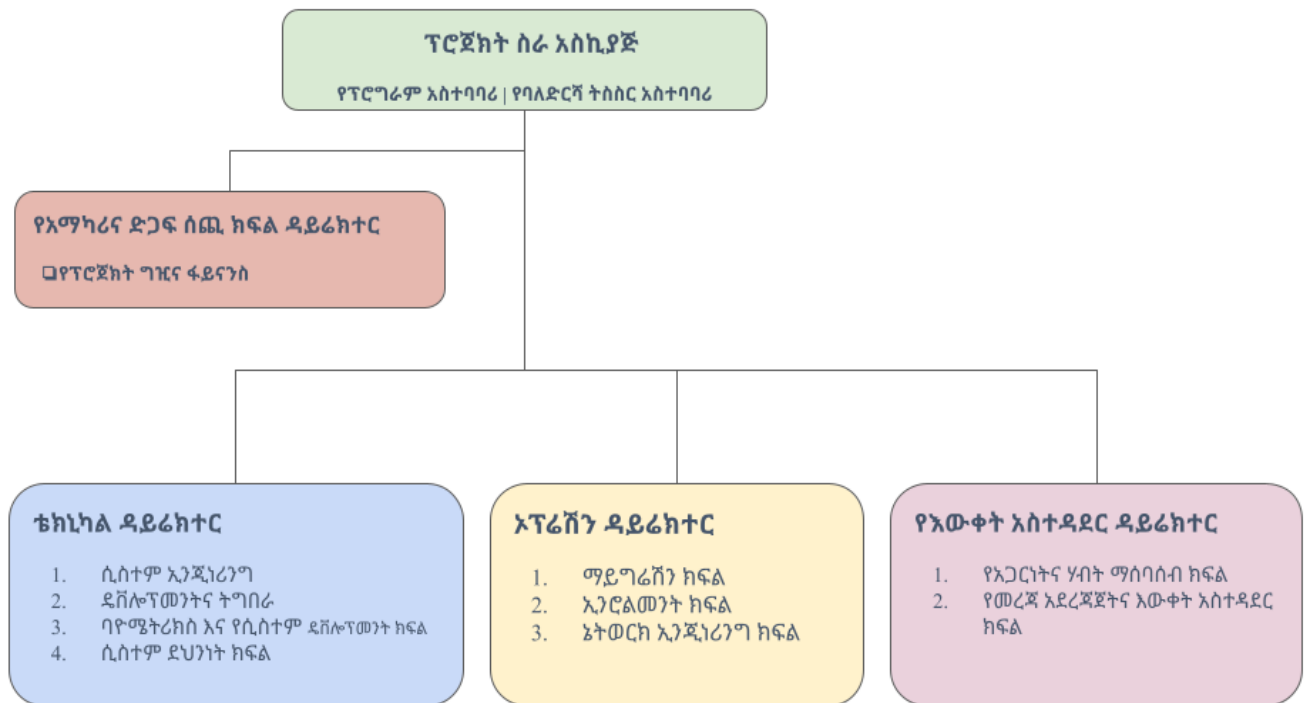 ፕሮጀክት ስራ አስኪያጅ
የፕሮግራም አስተባባሪ | የባለድርሻ ትስስር አስተባባሪ
የአማካሪና ድጋፍ ሰጪ ክፍል ዳይሬክተር
❑የፕሮጀክት ግዢና ፋይናንስ
ቴክኒካል ዳይሬክተር
1. ሲስተም ኢንጂነሪንግ
2. ዴቨሎፕመንትና ትግበራ
3. ባዮሜትሪክስ እና የሲስተም ዴቨሎፕመንት ክፍል
4. ሲስተም ደህንነት ክፍል
ኦፕሬሽን ዳይሬክተር
1. ማይግሬሽን ክፍል
2. ኢንሮልመንት ክፍል
3. ኔትወርክ ኢንጂነሪንግ ክፍል
የእውቀት አስተዳደር ዳይሬክተር
1. የአጋርነትና ሃብት ማሰባሰብ ክፍል
2. የመረጃ አደረጃጀትና እውቀት አስተዳደር
ክፍል